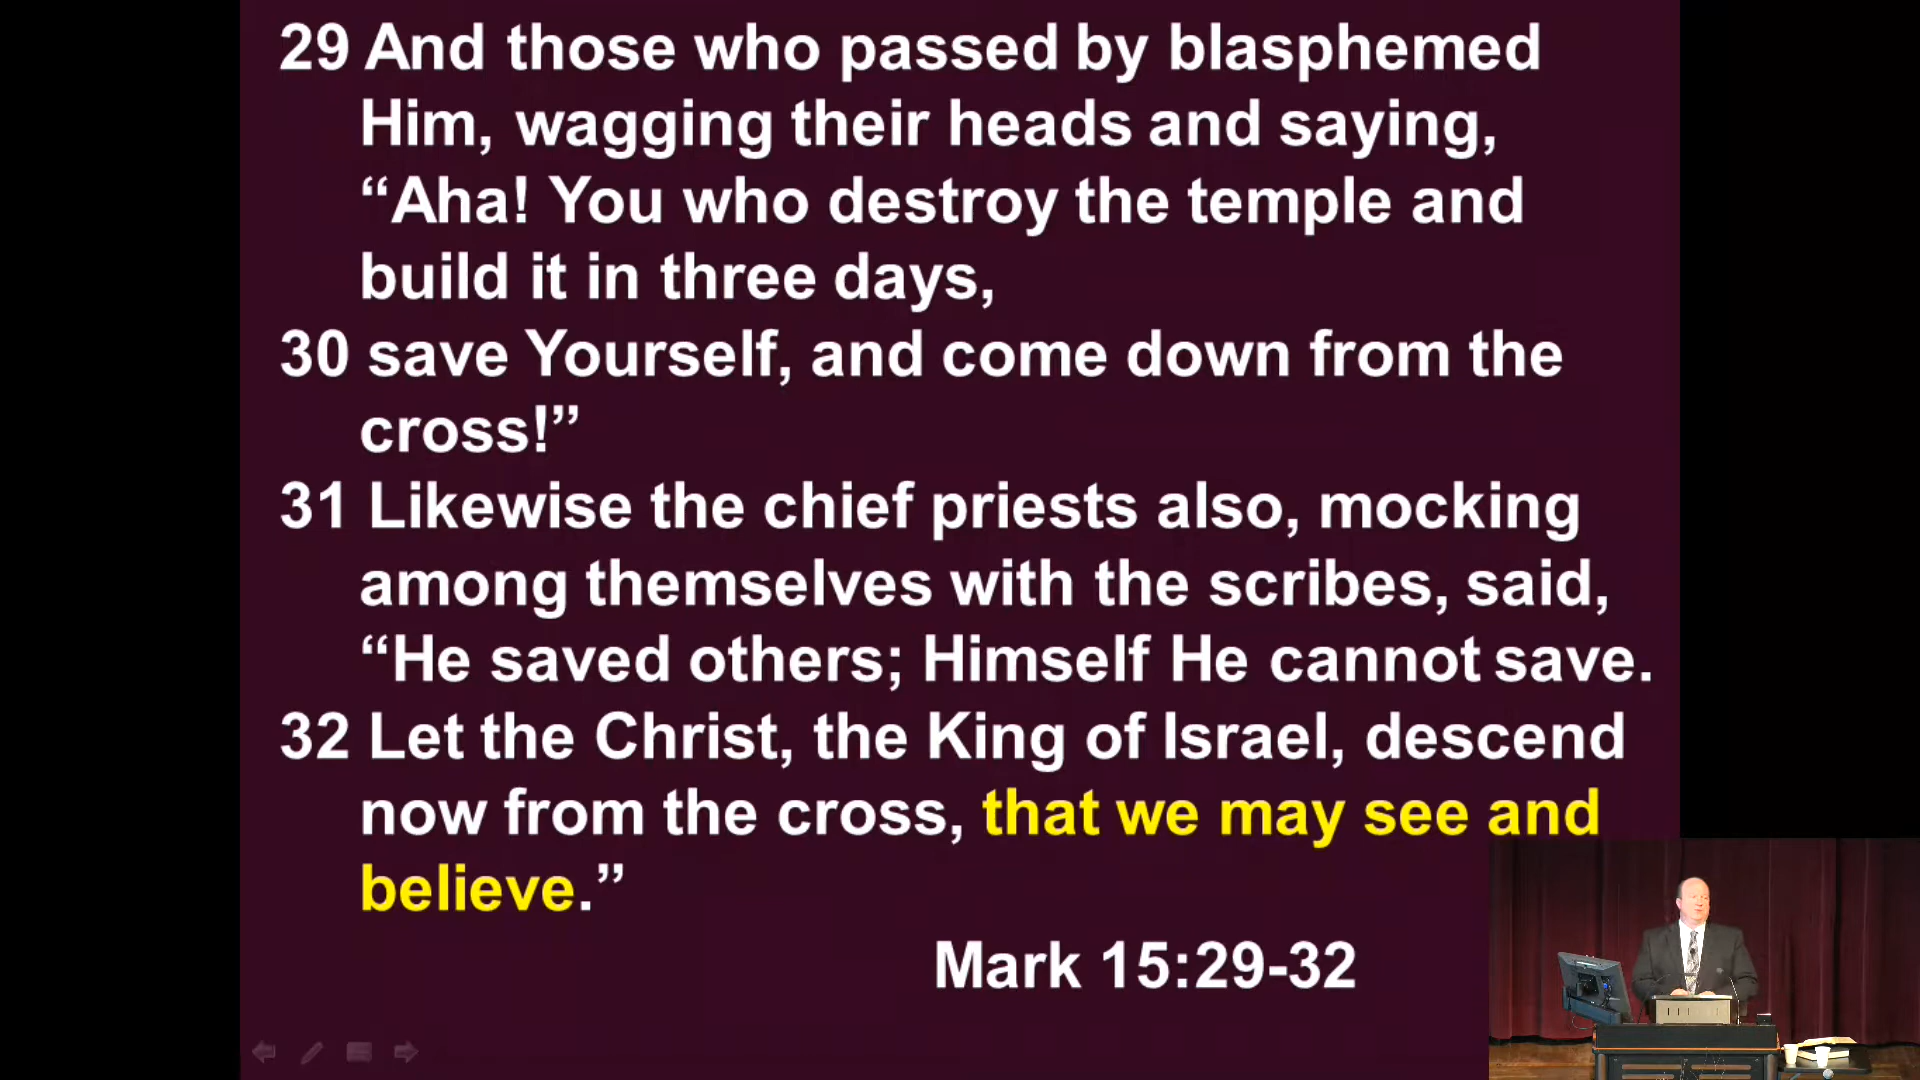 29 And those who passed by blasphemed
Him, wagging their heads and saying,
“Aha! You who destroy the temple and
build it in three days,
30 save Yourself, and come down from the
cross!”
31 Likewise the chief priests also, mocking
among themselves with the scribes, said,
“He saved others; Himself He cannot save.
32 Let the Christ, the King of Israel, descend
now from the cross, that we may see and
believe.”
Mark 15:29-32